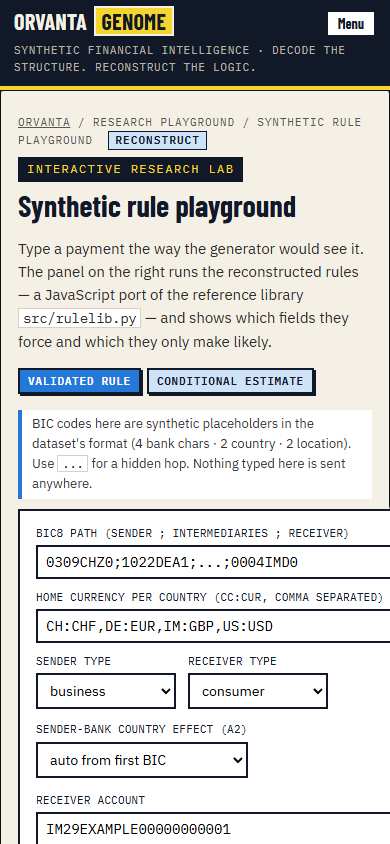 ORVANTA GENOME
Menu
SYNTHETIC FINANCIAL INTELLIGENCE · DECODE THE
STRUCTURE. RECONSTRUCT THE LOGIC.
ORVANTA / RESEARCH PLAYGROUND / SYNTHETIC RULE
PLAYGROUND RECONSTRUCT
INTERACTIVE RESEARCH LAB
Synthetic rule playground
Type a payment the way the generator would see it.
The panel on the right runs the reconstructed rules
— a JavaScript port of the reference library
src/rulelib.py — and shows which fields they
force and which they only make likely.
VALIDATED RULE CONDITIONAL ESTIMATE
BIC codes here are synthetic placeholders in the
dataset's format (4 bank chars · 2 country · 2 location).
Use ... for a hidden hop. Nothing typed here is sent
anywhere.
BIC8 PATH (SENDER ; INTERMEDIARIES ; RECEIVER)
0309CHZ0;1022DEA1;...;0004IMD0
HOME CURRENCY PER COUNTRY (CC:CUR, COMMA SEPARATED)
CH:CHF,DE:EUR,IM:GBP,US:USD
SENDER TYPE RECEIVER TYPE
business consumer
SENDER-BANK COUNTRY EFFECT (A2)
auto from first BIC
RECEIVER ACCOUNT
IM29EXAMPLE00000000001